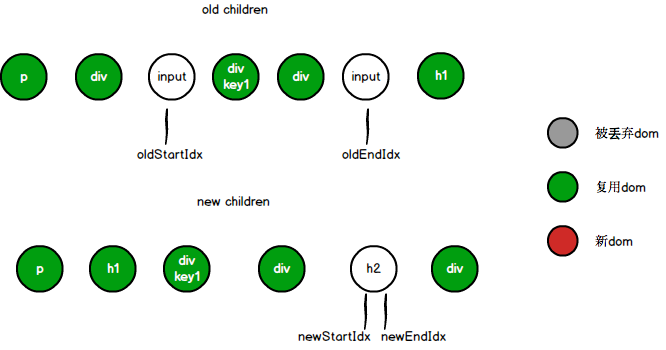 old children
p
div
input
div
key1
div
input
h1
oldStartIdx
oldEndIdx
被丢弃dom
复用dom
新dom
new children
p
h1
div
key1
div
h2
div
newStartIdx
newEndIdx